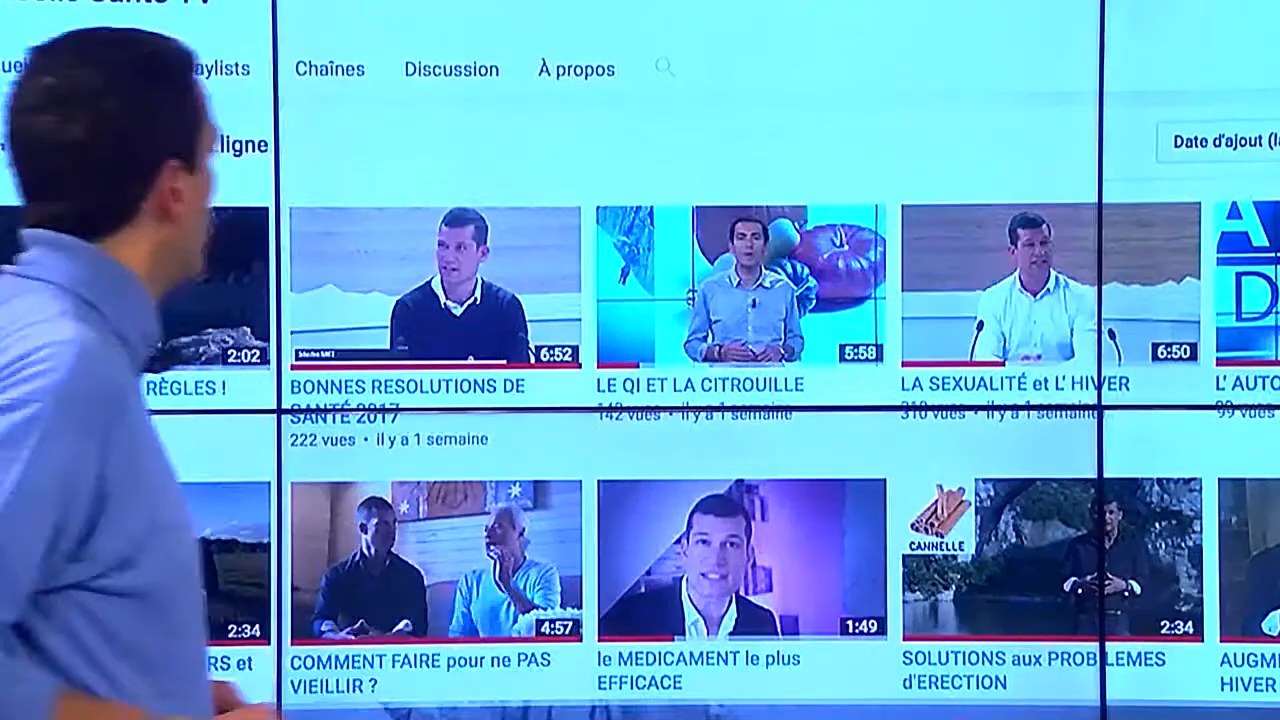 Chaînes Discussion À propos
ligne
Date d'ajout (la
2:02
6:52
5:58
6:50
RÈGLES !
BONNES RESOLUTIONS DE
SANTÉ 2017
222 vues • il y a 1 semaine
LE QI ET LA CITROUILLE
142 vues • il y a 1 semaine
LA SEXUALITÉ et L' HIVER
310 vues • il y a 1 semaine
L' AUTO
99 vues
CANNELLE
2:34
4:57
1:49
2:34
RS et
COMMENT FAIRE pour ne PAS
VIEILLIR ?
le MEDICAMENT le plus
EFFICACE
SOLUTIONS aux PROBLEMES
d'ERECTION
AUGM
HIVER